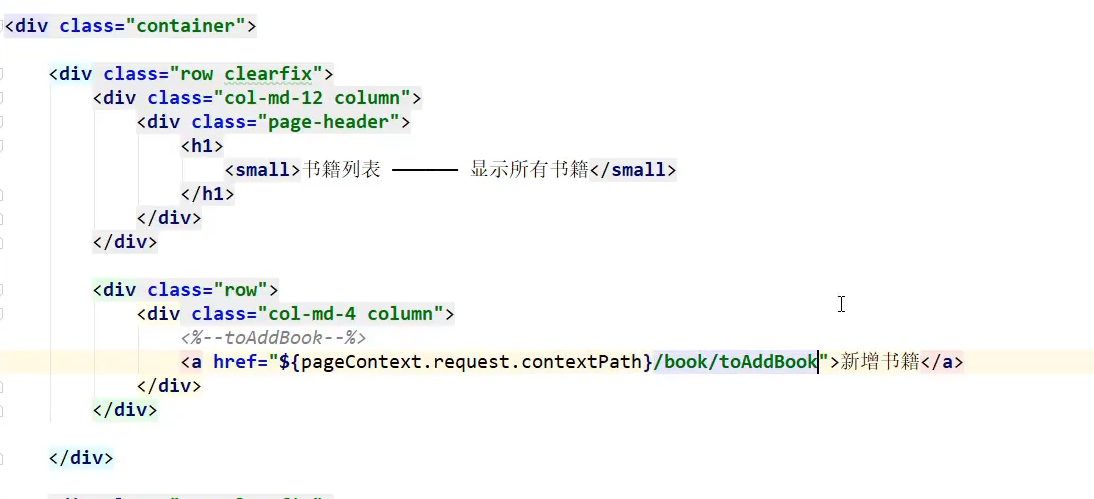 <div class="container">
<div class="row clearfix">
<div class="col-md-12 column">
<div class="page-header">
<h1>
<small>书籍列表 —————— 显示所有书籍</small>
</h1>
</div>
</div>
<div class="row">
<div class="col-md-4 column">
<%--toAddBook--%>
<a href="${pageContext.request.contextPath}/book/toAddBook">新增书籍</a>
</div>
</div>
</div>